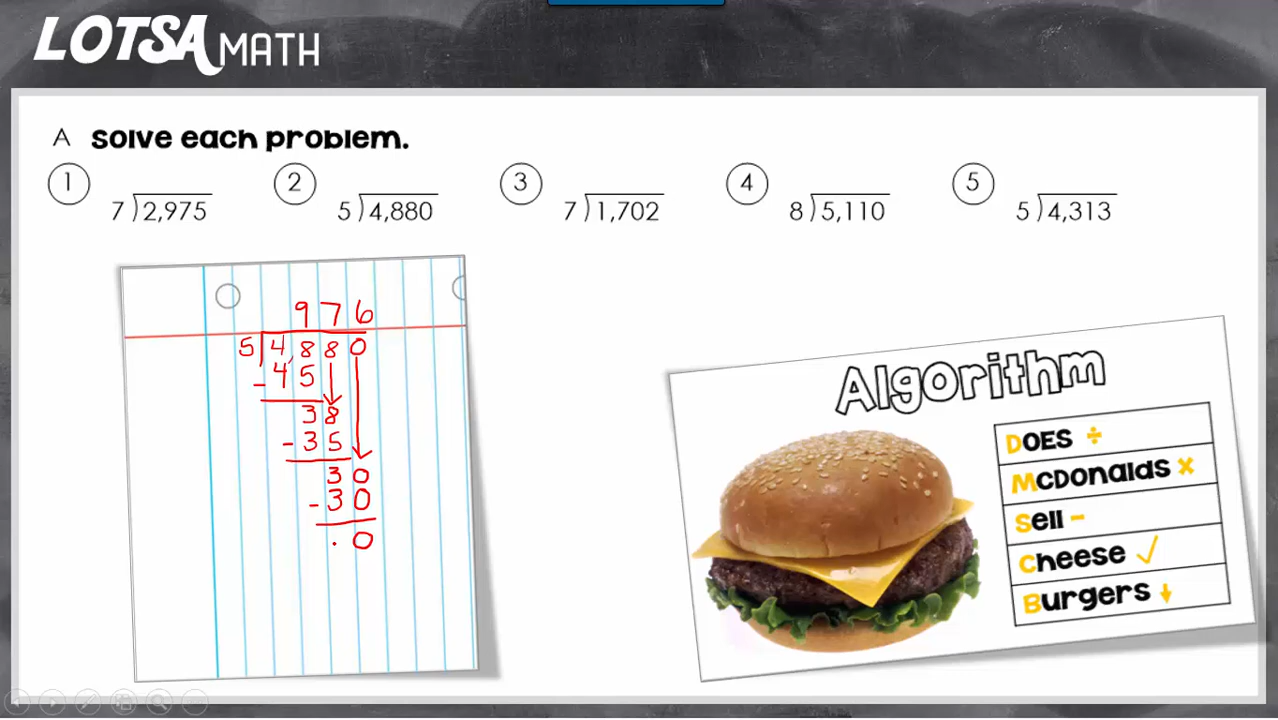 LOTSA MATH
A Solve each problem.
1 2 3 4 5
7)2,975 5)4,880 7)1,702 8)5,110 5)4,313
976
5)4,880
-45
38
-35
30
-30
0
Algorithm
DOES ÷
McDonalds ×
Sell -
Cheese ✓
Burgers ↓